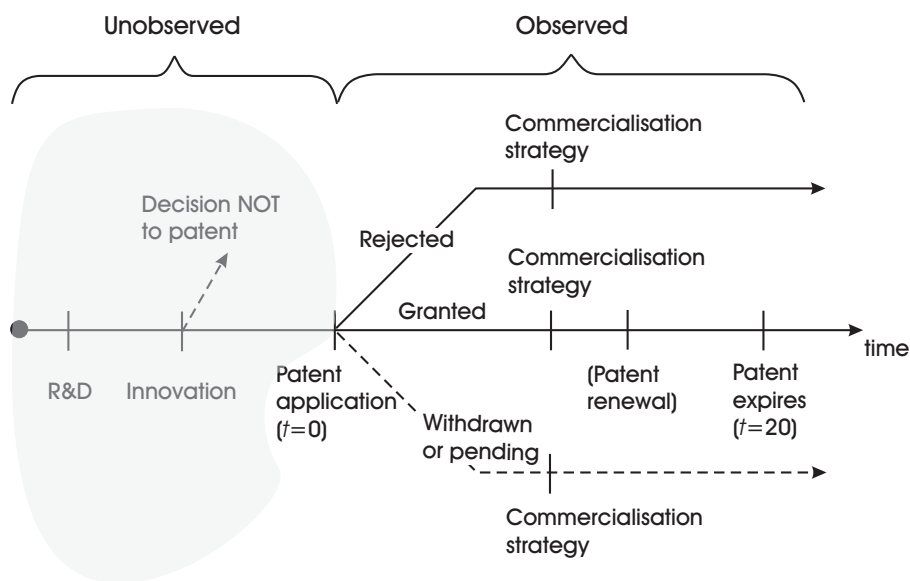 Unobserved
Observed
Commercialisation
strategy
Decision NOT
to patent
Rejected
Commercialisation
strategy
Granted
time
R&D
Innovation
Patent
application
(t=0)
(Patent
renewal)
Patent
expires
(t=20)
Withdrawn
or pending
Commercialisation
strategy